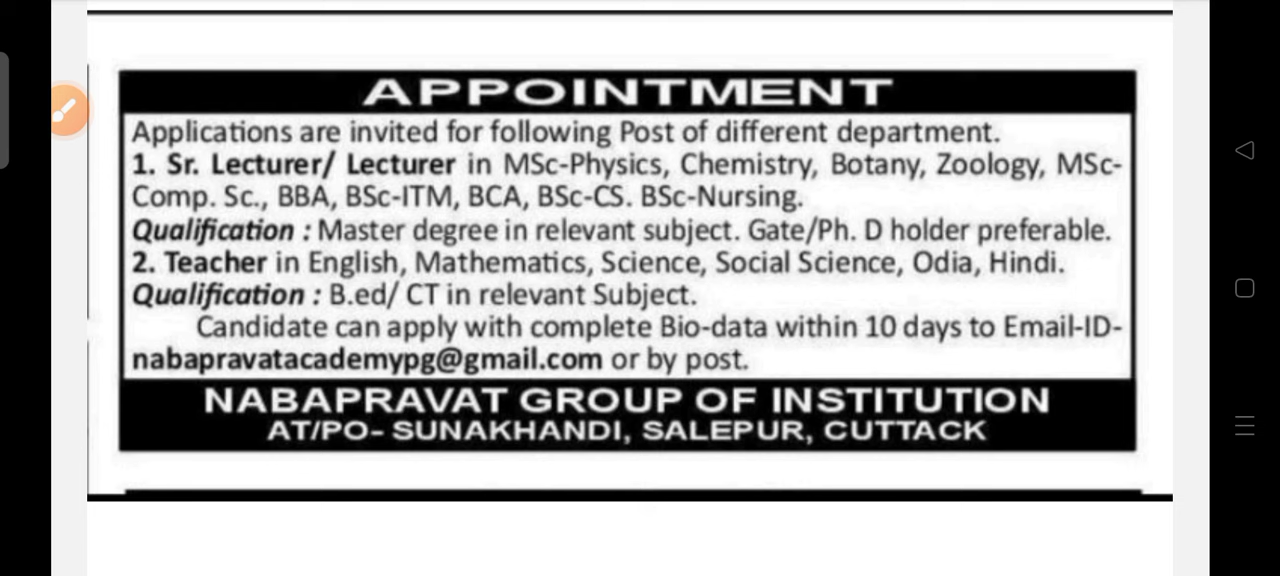 APPOINTMENT
Applications are invited for following Post of different department.
1. Sr. Lecturer/ Lecturer in MSc-Physics, Chemistry, Botany, Zoology, MSc-
Comp. Sc., BBA, BSc-ITM, BCA, BSc-CS. BSc-Nursing.
Qualification : Master degree in relevant subject. Gate/Ph. D holder preferable.
2. Teacher in English, Mathematics, Science, Social Science, Odia, Hindi.
Qualification : B.ed/ CT in relevant Subject.
Candidate can apply with complete Bio-data within 10 days to Email-ID-
nabapravatacademypg@gmail.com or by post.
NABAPRAVAT GROUP OF INSTITUTION
AT/PO- SUNAKHANDI, SALEPUR, CUTTACK